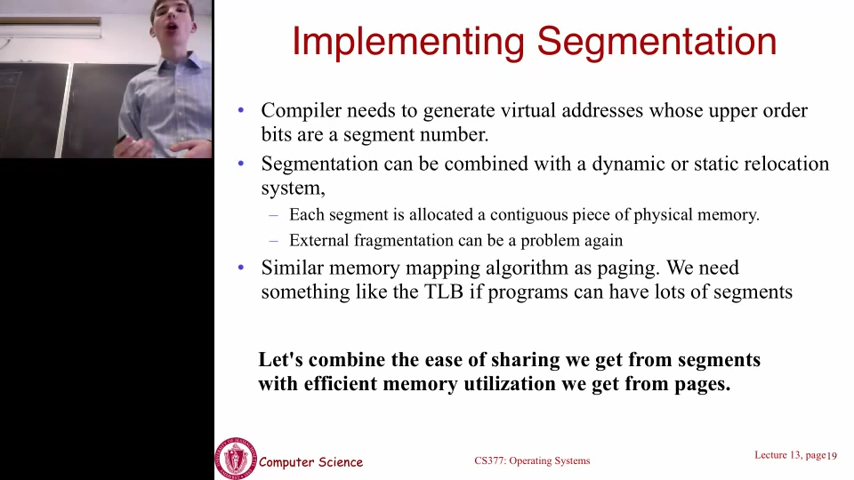 Implementing Segmentation
• Compiler needs to generate virtual addresses whose upper order
bits are a segment number.
• Segmentation can be combined with a dynamic or static relocation
system,
– Each segment is allocated a contiguous piece of physical memory.
– External fragmentation can be a problem again
• Similar memory mapping algorithm as paging. We need
something like the TLB if programs can have lots of segments
Let's combine the ease of sharing we get from segments
with efficient memory utilization we get from pages.
Computer Science
CS377: Operating Systems
Lecture 13, page19